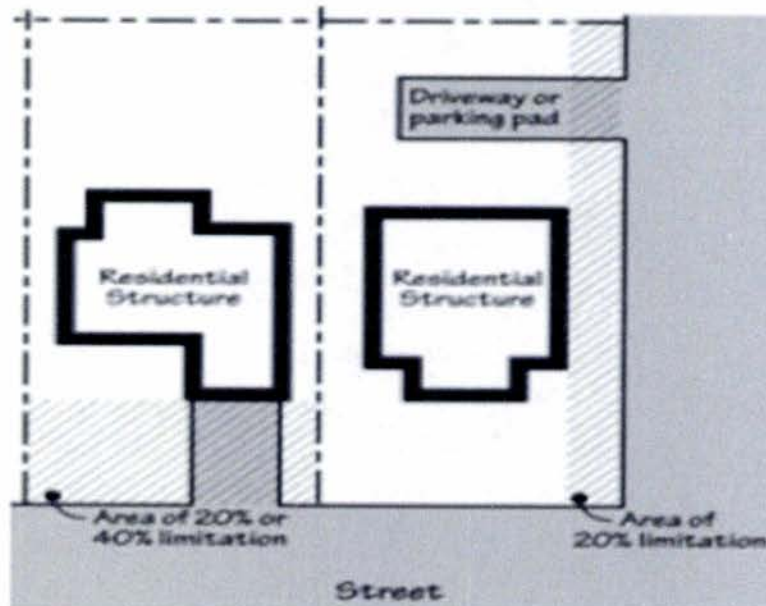 Driveway or
parking pad
Residential
Structure
Residential
Structure
Area of 20% or
40% limitation
Area of
20% limitation
Street